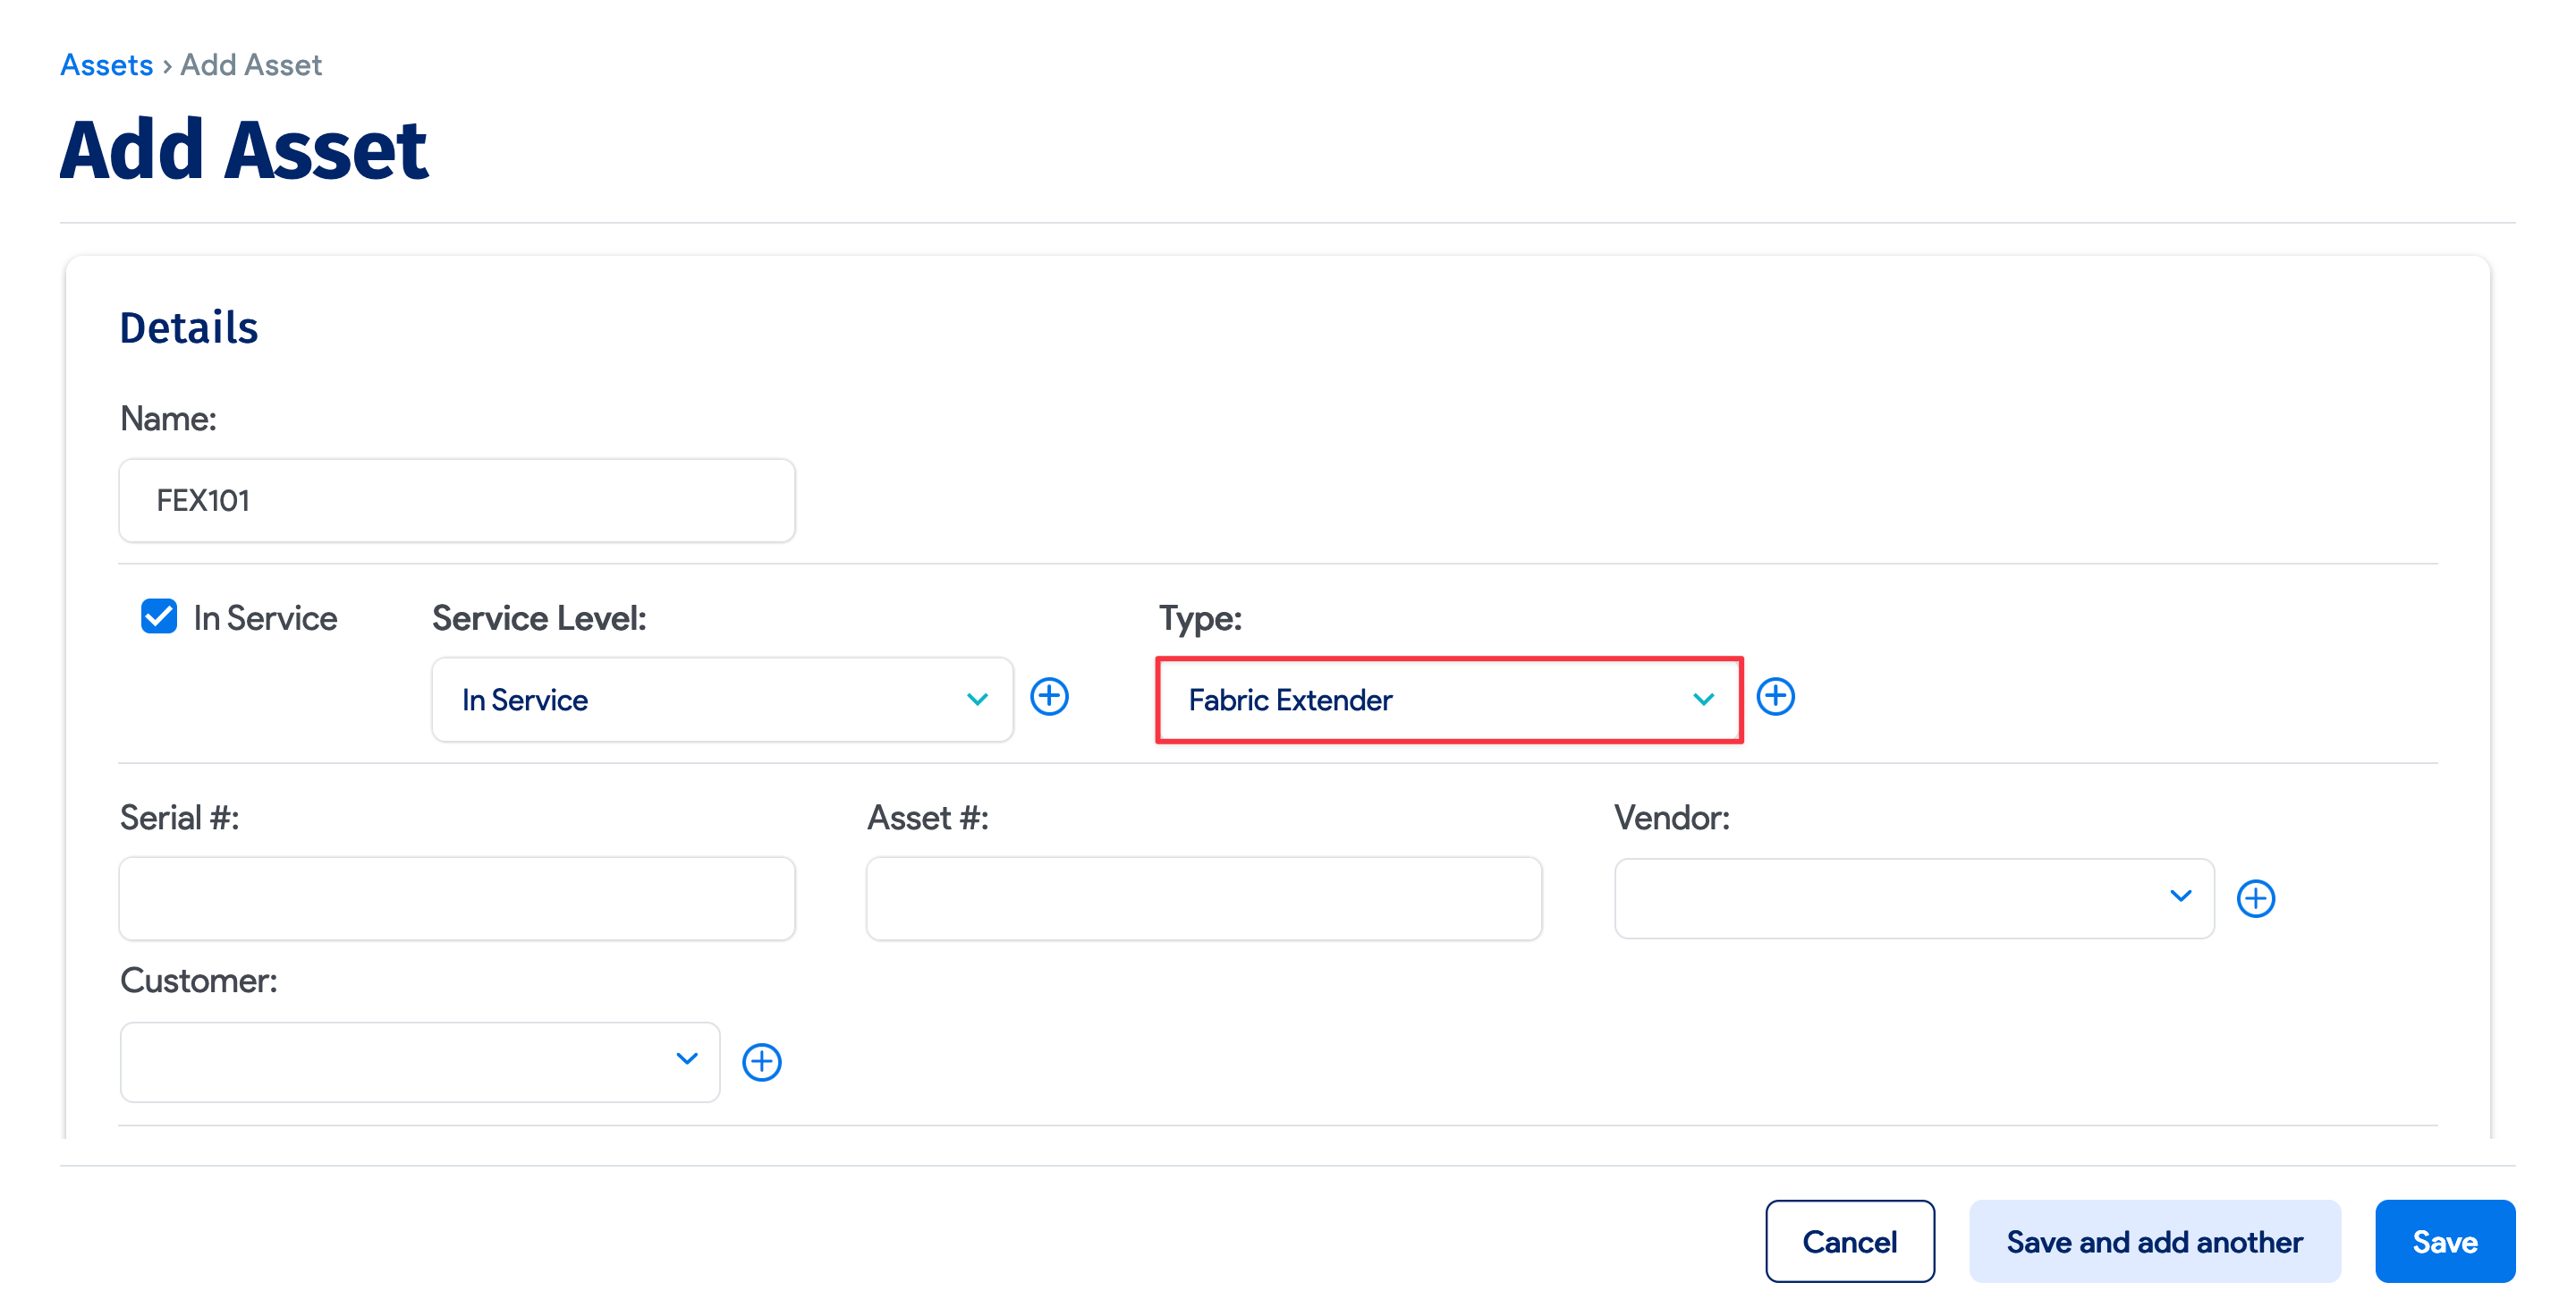 Assets › Add Asset
Add Asset
Details
Name:
FEX101
In Service
Service Level:
Type:
In Service
Fabric Extender
Serial #:
Asset #:
Vendor:
Customer:
Cancel
Save and add another
Save